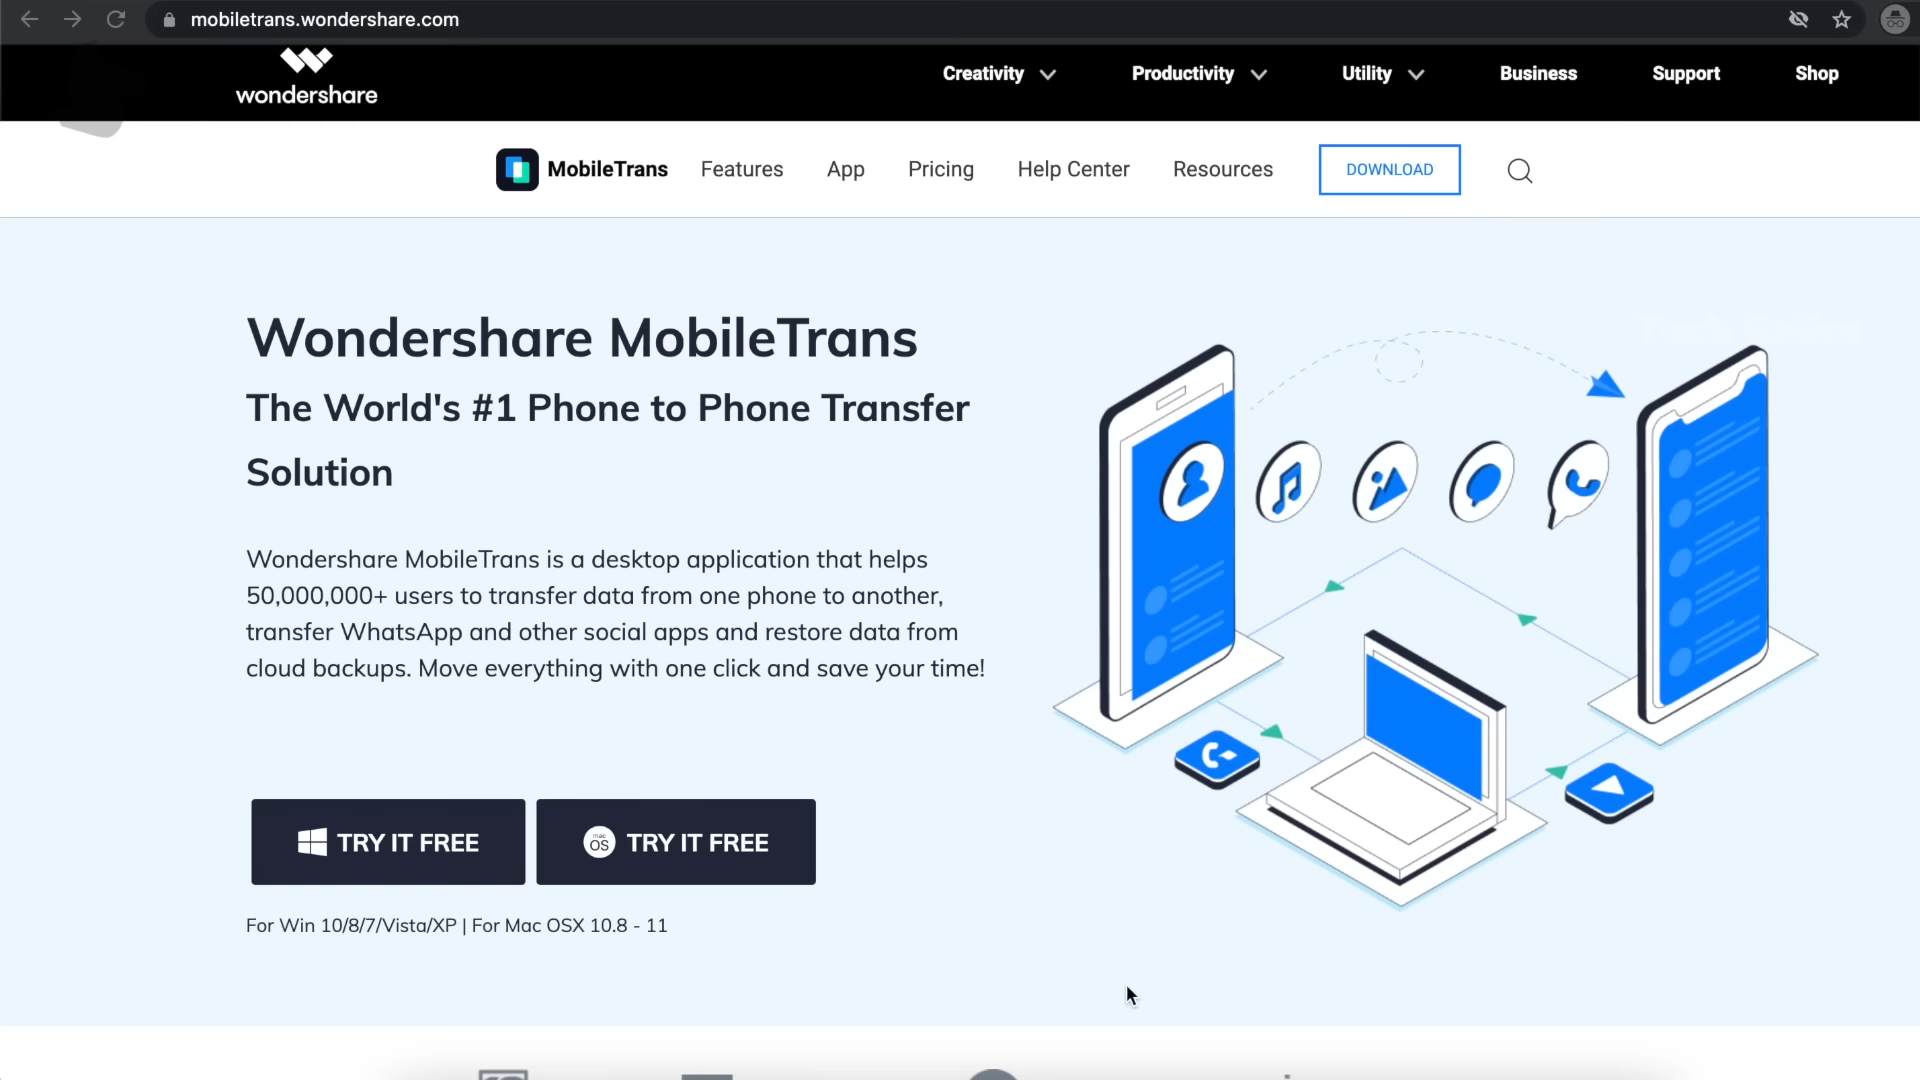 mobiletrans.wondershare.com
wondershare
Creativity
Productivity
Utility
Business
Support
Shop
MobileTrans
Features
App
Pricing
Help Center
Resources
DOWNLOAD
Wondershare MobileTrans
The World's #1 Phone to Phone Transfer
Solution
Wondershare MobileTrans is a desktop application that helps
50,000,000+ users to transfer data from one phone to another,
transfer WhatsApp and other social apps and restore data from
cloud backups. Move everything with one click and save your time!
TRY IT FREE
mac
OS
TRY IT FREE
For Win 10/8/7/Vista/XP | For Mac OSX 10.8 - 11